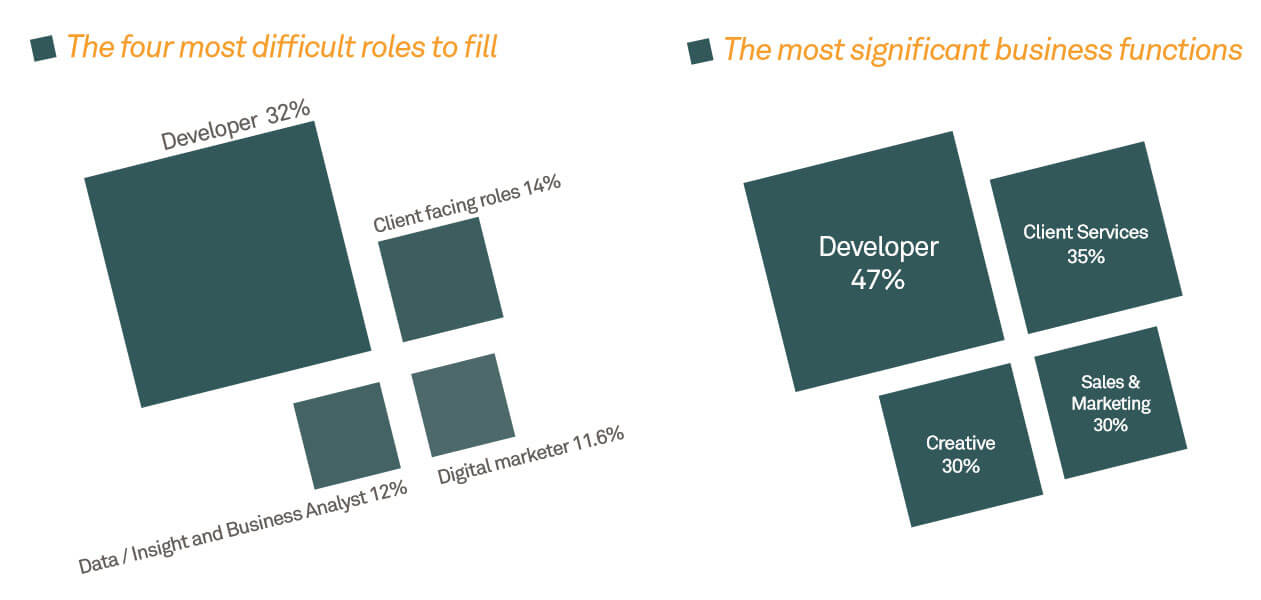 The four most difficult roles to fill
Developer 32%
Client facing roles 14%
Data / Insight and Business Analyst 12%
Digital marketer 11.6%
The most significant business functions
Developer
47%
Client Services
35%
Creative
30%
Sales &
Marketing
30%